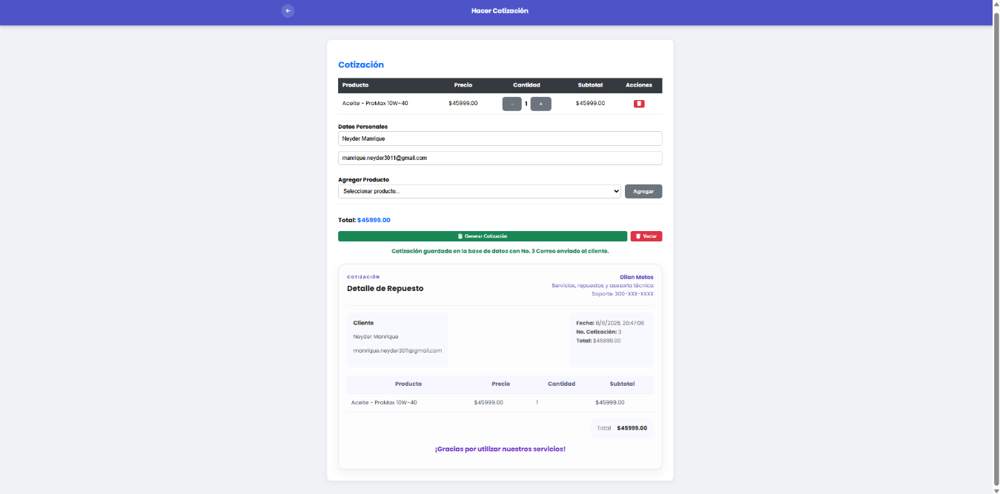 Hacer Cotización
Cotización
Producto Precio Cantidad Subtotal Acciones
Aceite - ProMax 10W-40 $45999.00 - 1 + $45999.00
Datos Personales
Neyder Manrique
manrique.neyder3011@gmail.com
Agregar Producto
Seleccionar producto... Agregar
Total: $45999.00
Generar Cotización Vaciar
Cotización guardada en la base de datos con No. 3 Correo enviado al cliente.
COTIZACIÓN
Detalle de Repuesto
Dilan Motos
Servicios, repuestos y asesoría técnica
Soporte: 300-XXX-XXXX
Cliente
Neyder Manrique
manrique.neyder3011@gmail.com
Fecha: 8/8/2026, 20:47:08
No. Cotización: 3
Total: $45999.00
Producto Precio Cantidad Subtotal
Aceite - ProMax 10W-40 $45999.00 1 $45999.00
Total $45999.00
¡Gracias por utilizar nuestros servicios!